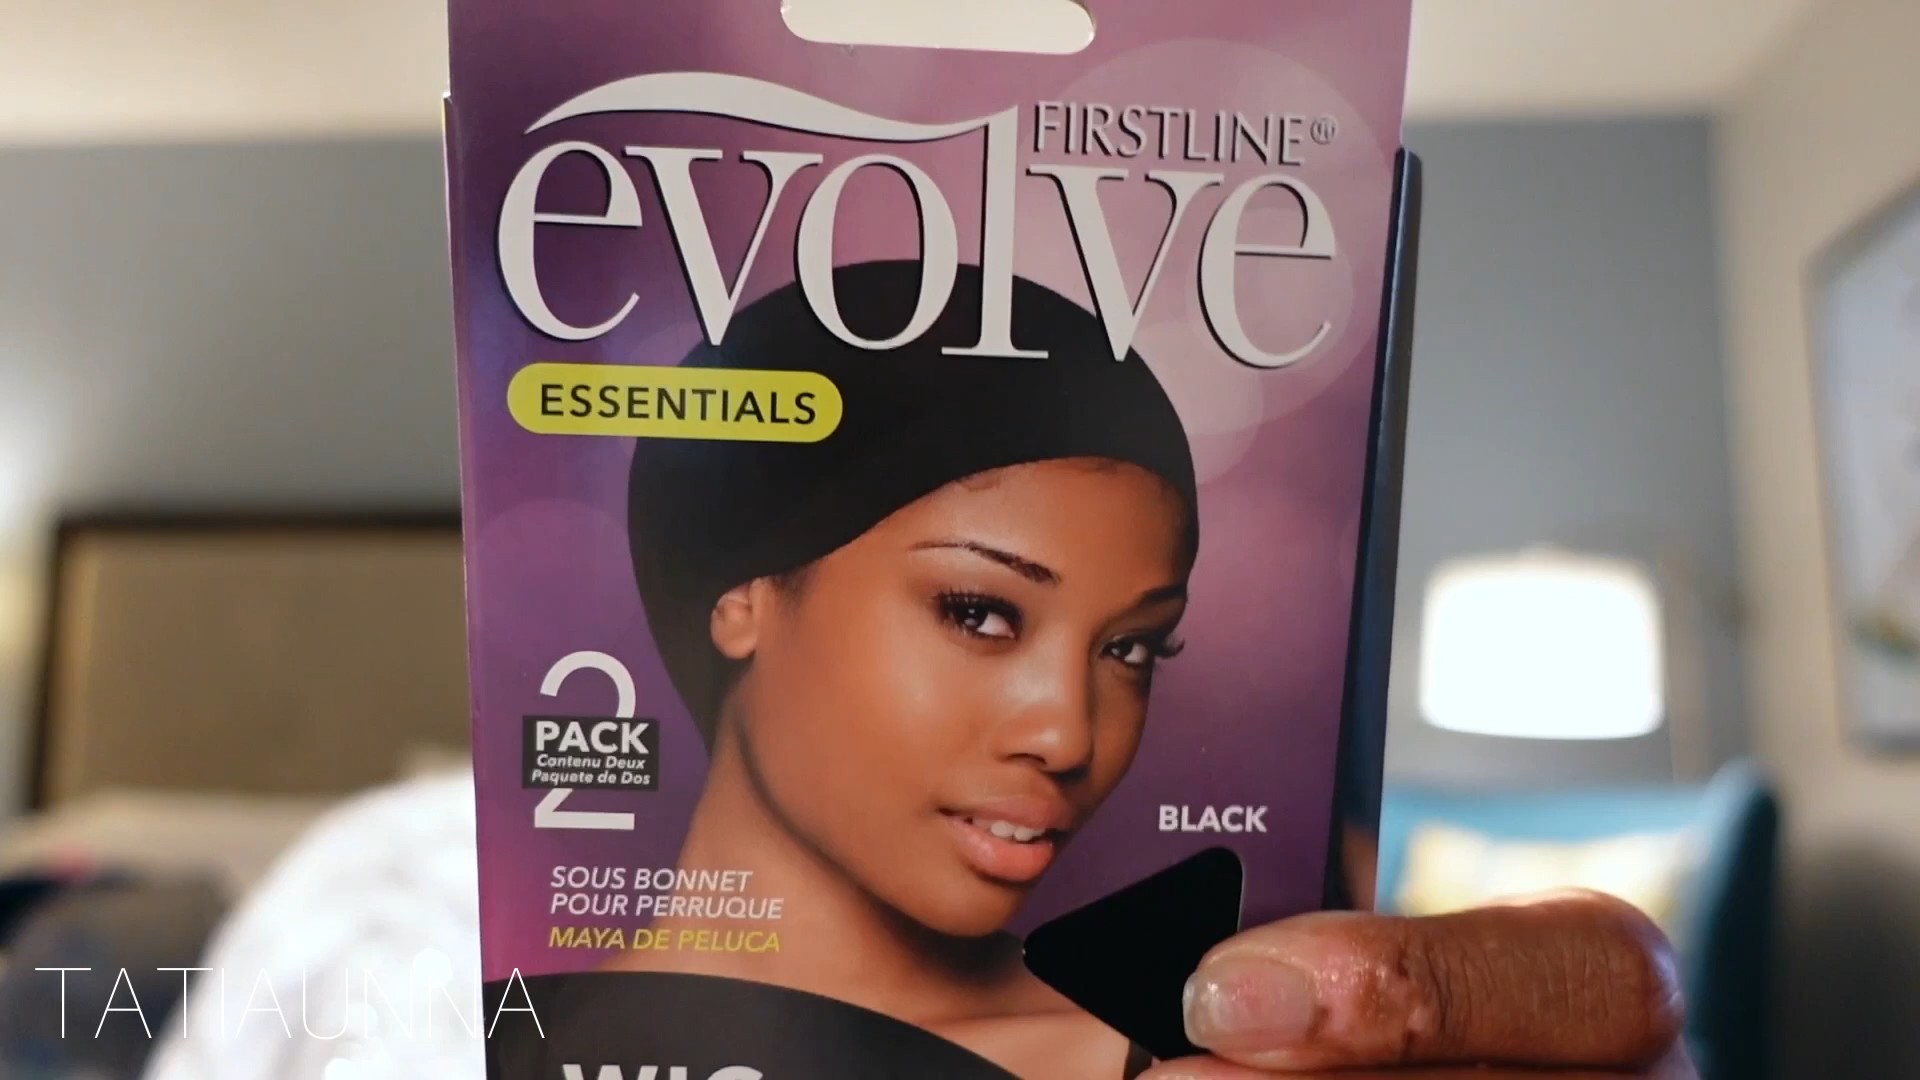 FIRSTLINE®
evolve
ESSENTIALS
2
PACK
Contenu Deux
Paquete de Dos
BLACK
SOUS BONNET
POUR PERRUQUE
MAYA DE PELUCA
TATIAUNNA